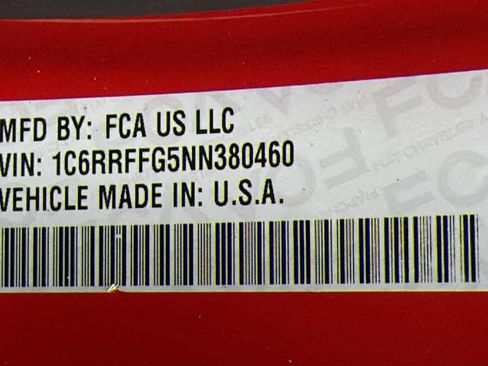 MFD BY: FCA US LLC
VIN: 1C6RRFFG5NN380460
VEHICLE MADE IN: U.S.A.